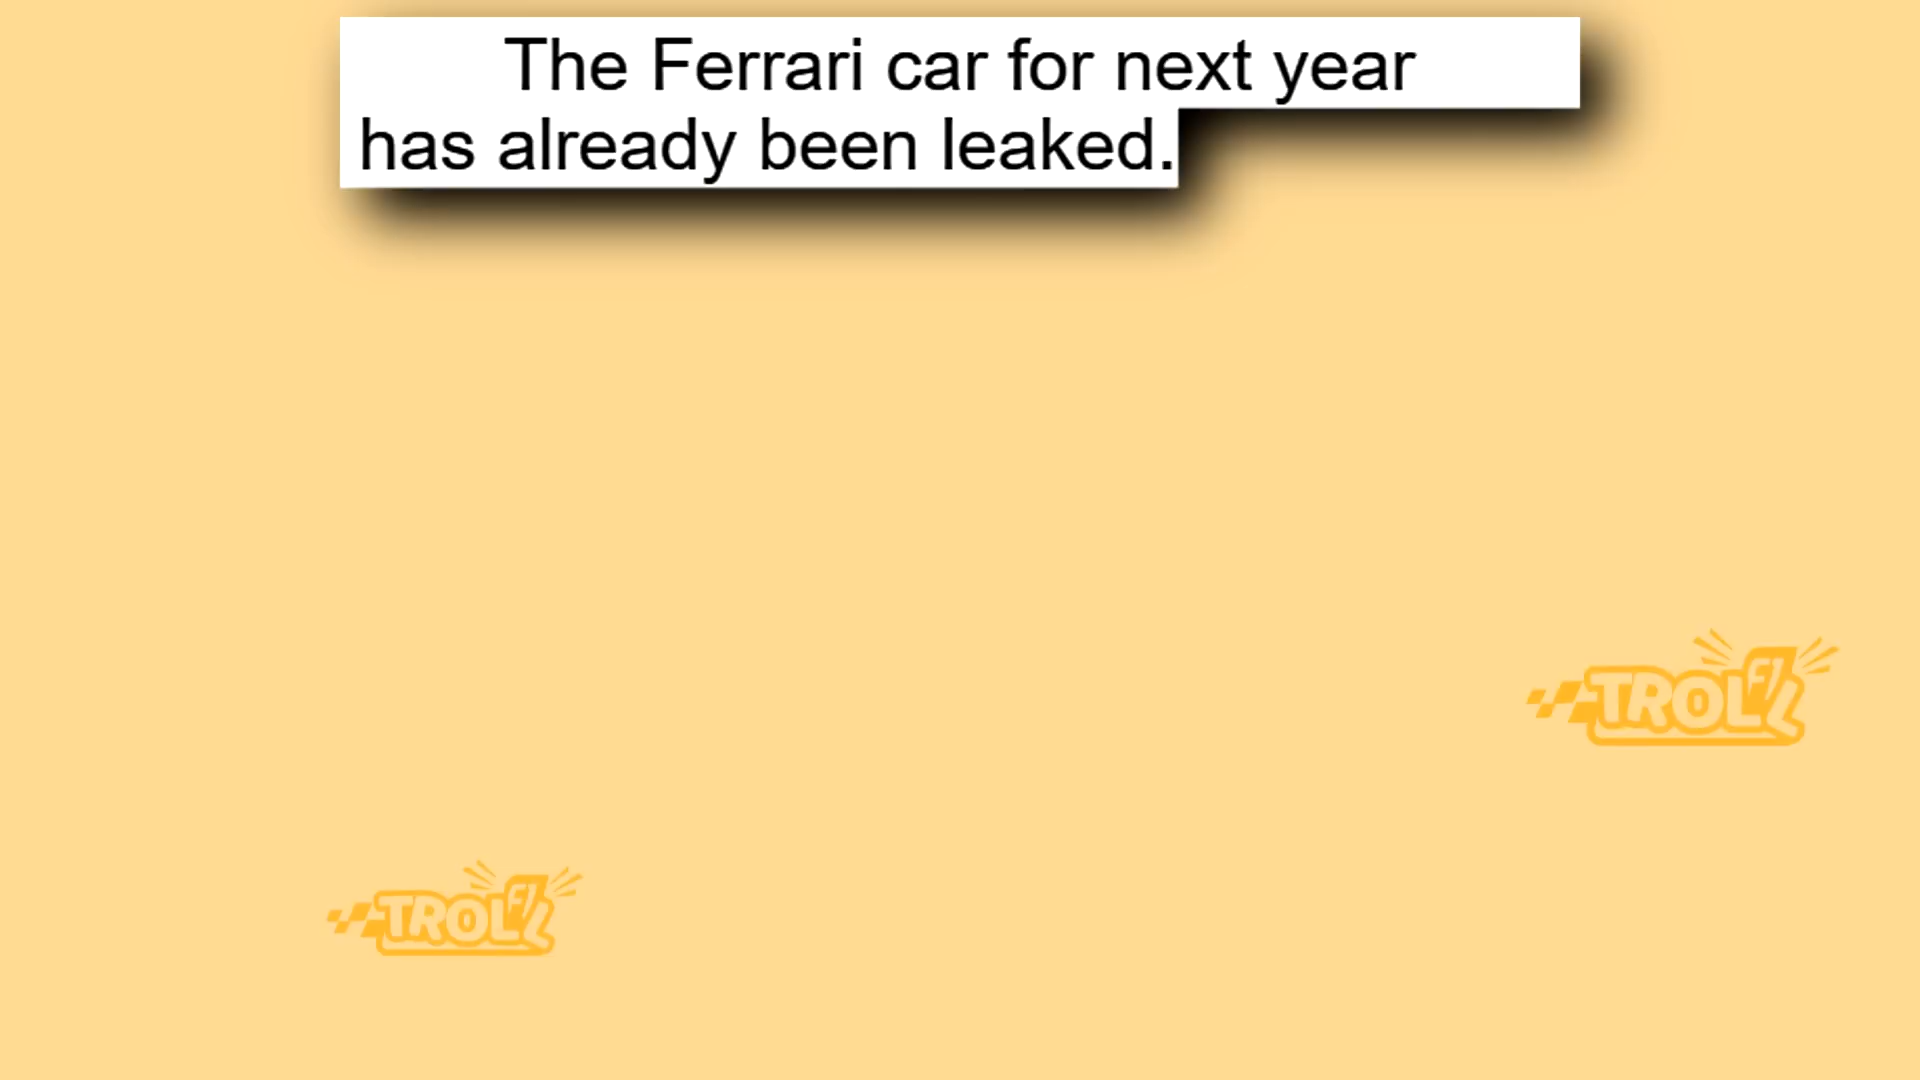 The Ferrari car for next year
has already been leaked.
TROLL F1
TROLL F1